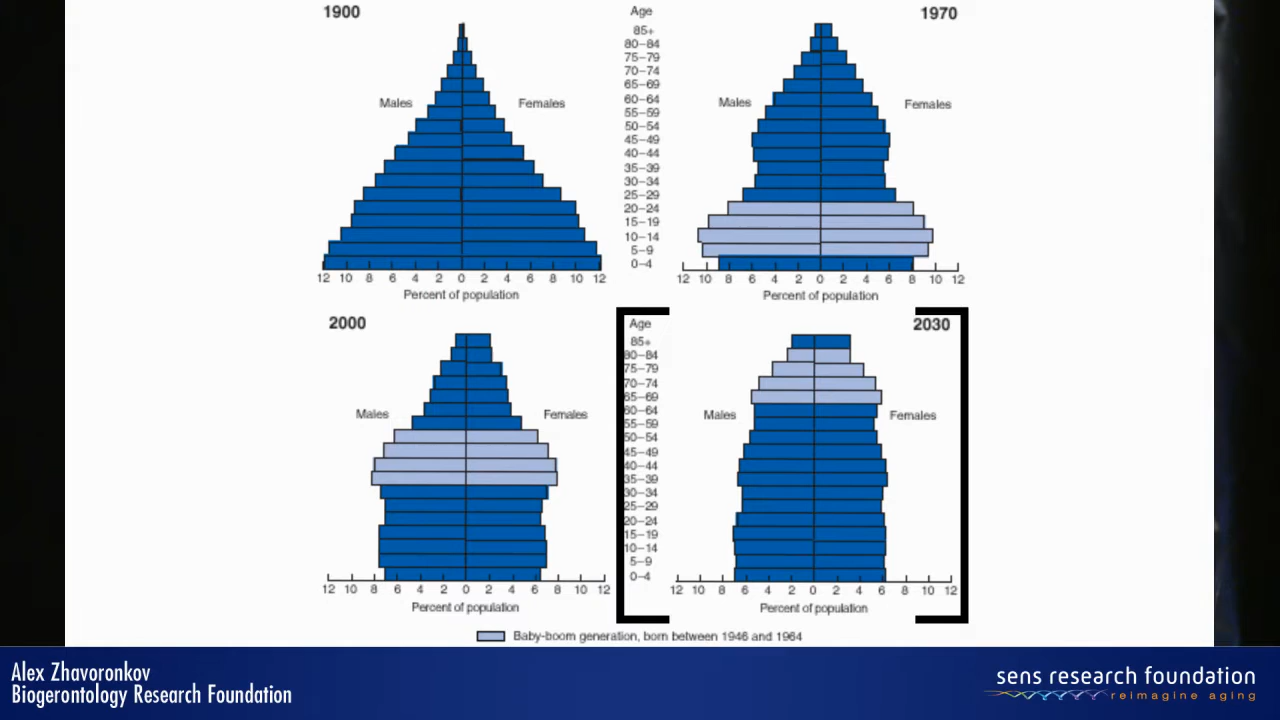 1900
Age
1970
85+
80–84
75–79
70–74
65–69
60–64
55–59
50–54
45–49
40–44
35–39
30–34
25–29
20–24
15–19
10–14
5–9
0–4
Males
Females
Males
Females
12 10 8 6 4 2 0 2 4 6 8 10 12
Percent of population
12 10 8 6 4 2 0 2 4 6 8 10 12
Percent of population
2000
Age
2030
85+
80–84
75–79
70–74
65–69
60–64
55–59
50–54
45–49
40–44
35–39
30–34
25–29
20–24
15–19
10–14
5–9
0–4
Males
Females
Males
Females
12 10 8 6 4 2 0 2 4 6 8 10 12
Percent of population
12 10 8 6 4 2 0 2 4 6 8 10 12
Percent of population
Baby-boom generation, born between 1946 and 1964
Alex Zhavoronkov
Biogerontology Research Foundation
sens research foundation
reimagine aging